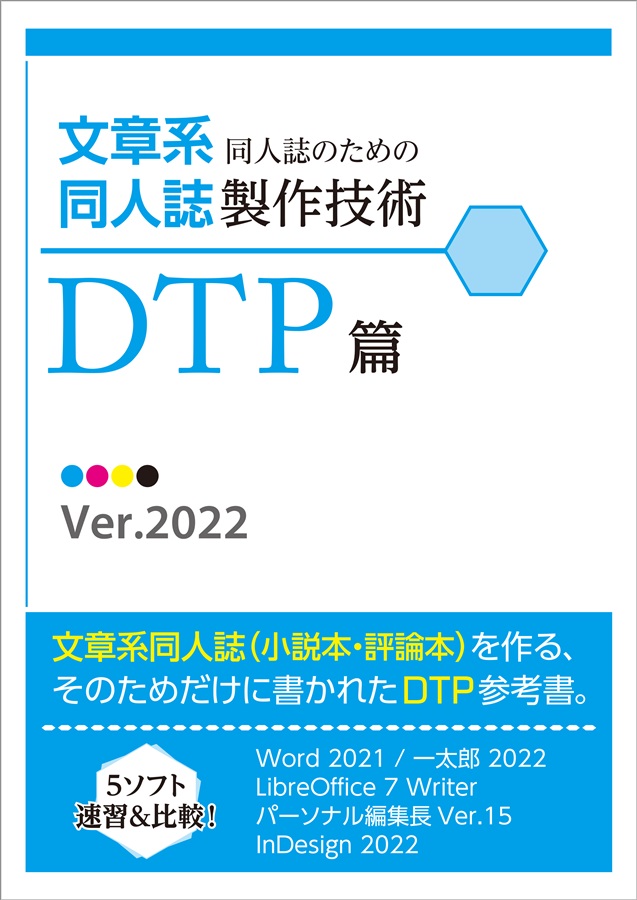 文章系 同人誌のための
同人誌 製作技術
DTP 篇
Ver.2022
文章系同人誌(小説本・評論本)を作る、
そのためだけに書かれたDTP参考書。
5ソフト
速習&比較!
Word 2021 / 一太郎 2022
LibreOffice 7 Writer
パーソナル編集長 Ver.15
InDesign 2022